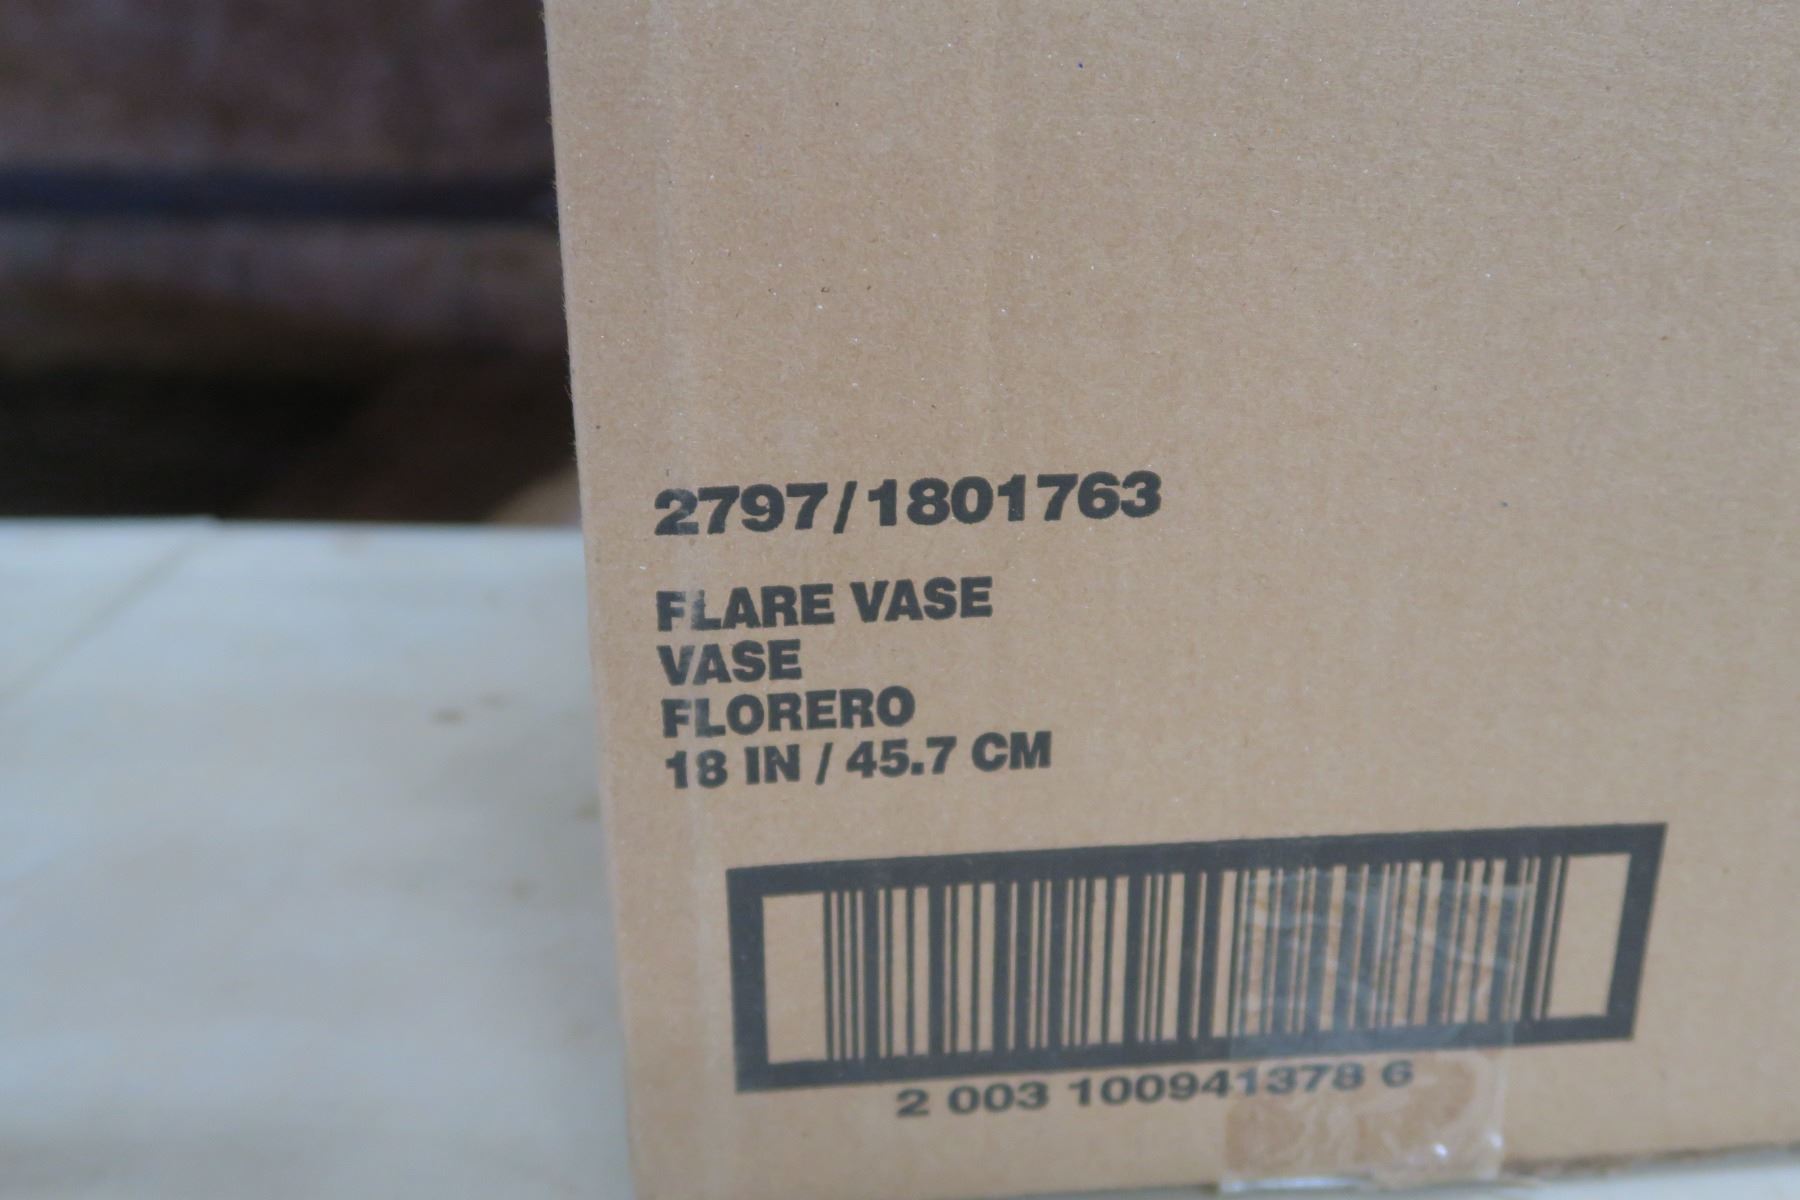 2797/1801763
FLARE VASE
VASE
FLORERO
18 IN / 45.7 CM
2 003 100941378 6